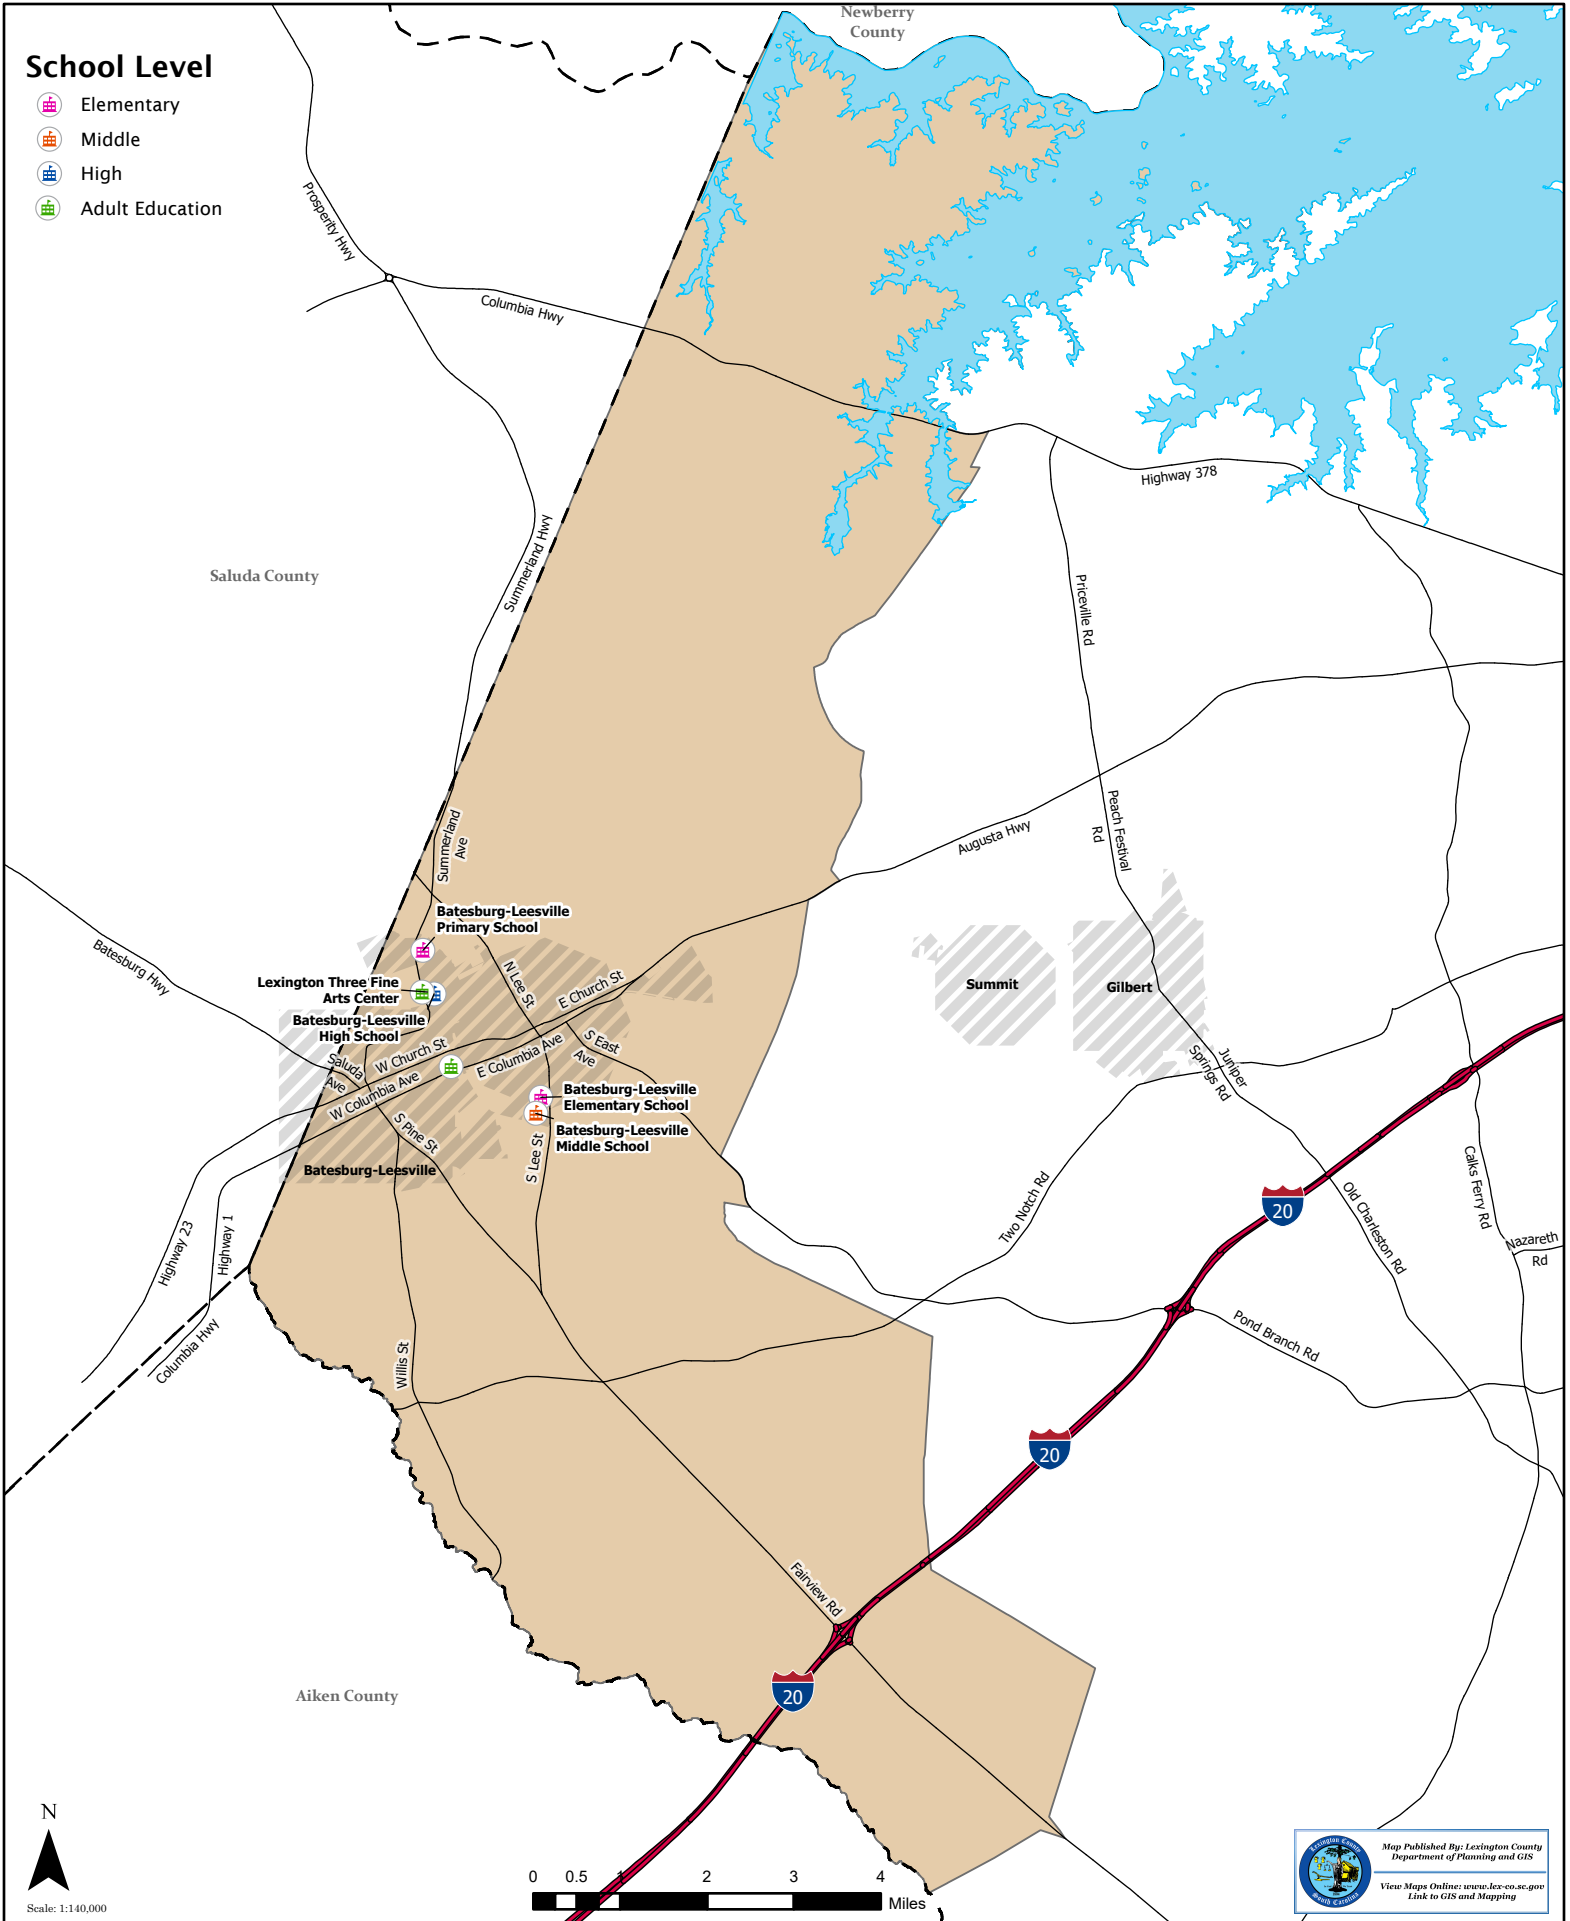 Newberry
County
School Level
Elementary
Middle
High
Adult Education
Prosperity Hwy
Columbia Hwy
Highway 378
Saluda County
Summerland Hwy
Priceville Rd
Summerland
Ave
Peach Festival
Rd
Augusta Hwy
Batesburg-Leesville
Primary School
Batesburg Hwy
Lexington Three Fine
Arts Center
N Lee St
E Church St
Summit
Gilbert
Batesburg-Leesville
High School
W Church St
E Columbia Ave
S East
Ave
Saluda
Ave
W Columbia Ave
Juniper
Springs Rd
Batesburg-Leesville
Elementary School
S Pine St
Batesburg-Leesville
Middle School
S Lee St
Batesburg-Leesville
Two Notch Rd
Calks Ferry Rd
Old Charleston Rd
20
Highway 23
Highway 1
Nazareth
Rd
Columbia Hwy
Willis St
Pond Branch Rd
20
Fairview Rd
20
Aiken County
N
Scale: 1:140,000
0 0.5 1 2 3 4
Miles
Lexington County
South Carolina
Map Published By: Lexington County
Department of Planning and GIS
View Maps Online: www.lex-co.sc.gov
Link to GIS and Mapping